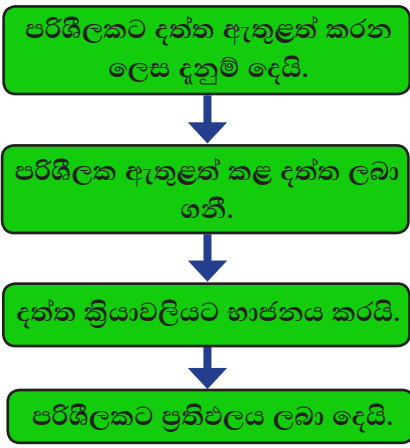 පරිශීලකට දත්ත ඇතුළත් කරන
ලෙස දැනුම් දෙයි.
පරිශීලක ඇතුළත් කළ දත්ත ලබා
ගනී.
දත්ත ක්‍රියාවලියට භාජනය කරයි.
පරිශීලකට ප්‍රතිඵලය ලබා දෙයි.